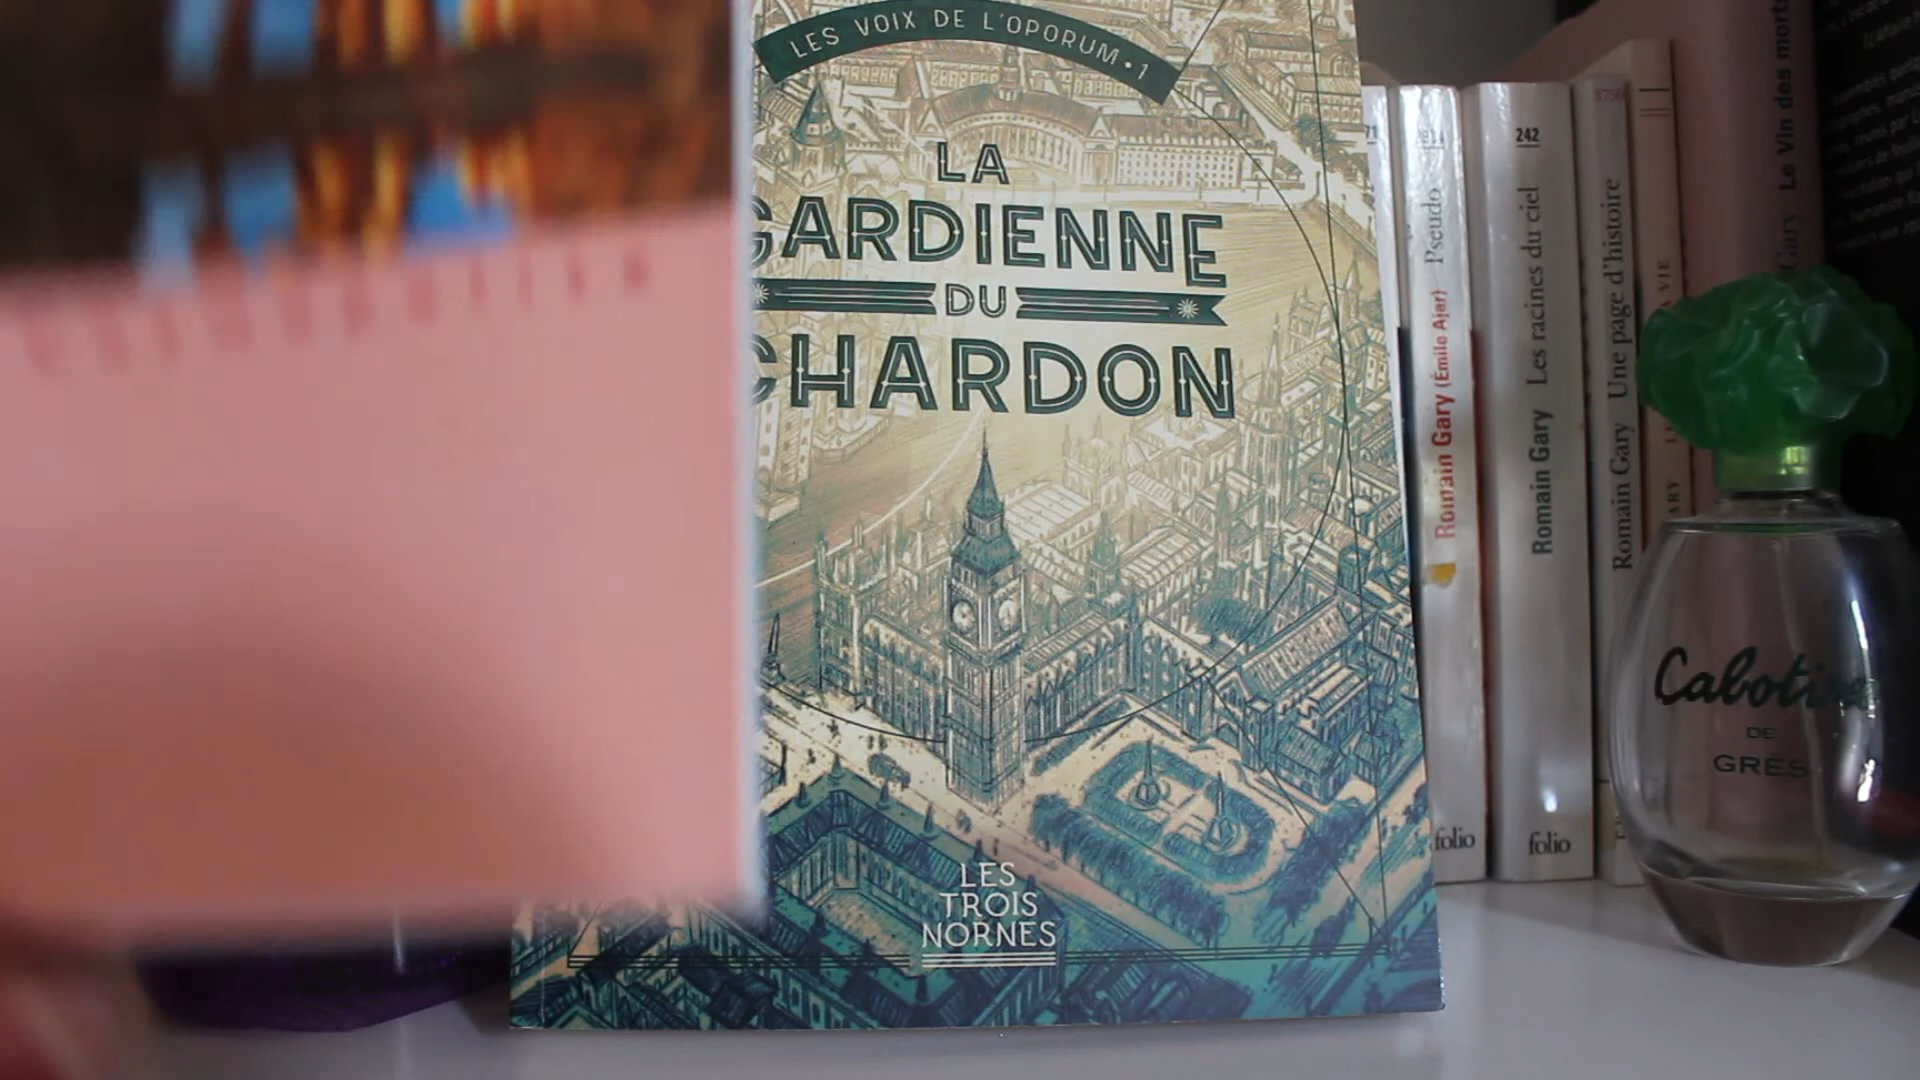 LES VOIX DE L'OPORUM • 1
LA
GARDIENNE
DU
CHARDON
LES
TROIS
NORNES
71
Romain Gary (Émile Ajar) Pseudo
folio
242
Romain Gary Les racines du ciel
folio
Romain Gary Une page d'histoire
Gary Le Vin des morts
Cabotine
DE
GRÈS